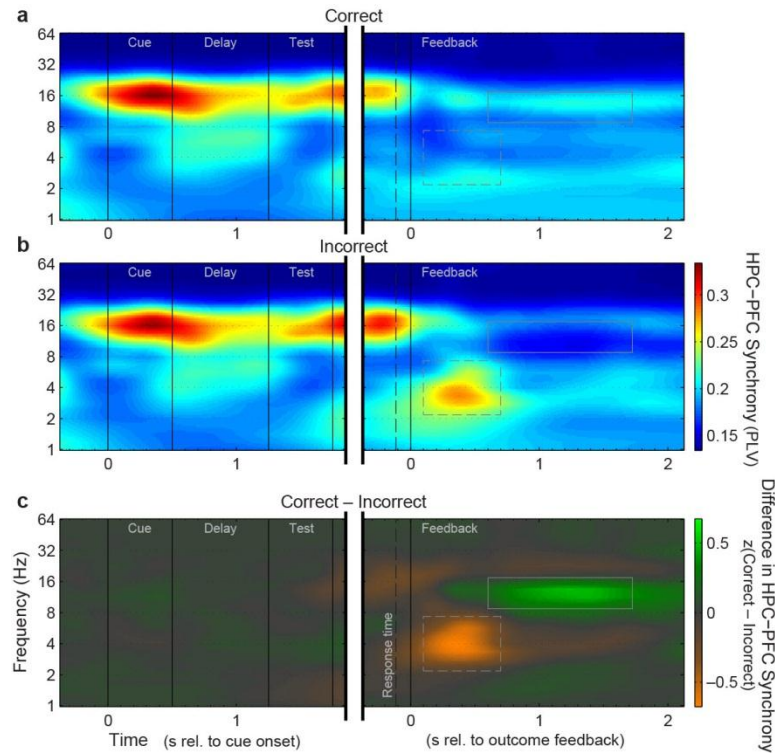 a
Correct
64
Cue
Delay
Test
Feedback
32
16
8
4
2
1
0
1
0
1
2
b
Incorrect
64
Cue
Delay
Test
Feedback
32
16
8
4
2
1
0
1
0
1
2
0.3
0.25
0.2
0.15
HPC–PFC Synchrony (PLV)
c
Correct – Incorrect
64
Cue
Delay
Test
Feedback
32
16
8
4
2
1
Frequency (Hz)
Response time
0
1
0
1
2
Time (s rel. to cue onset)
(s rel. to outcome feedback)
0.5
0
–0.5
Difference in HPC–PFC Synchrony
z(Correct – Incorrect)